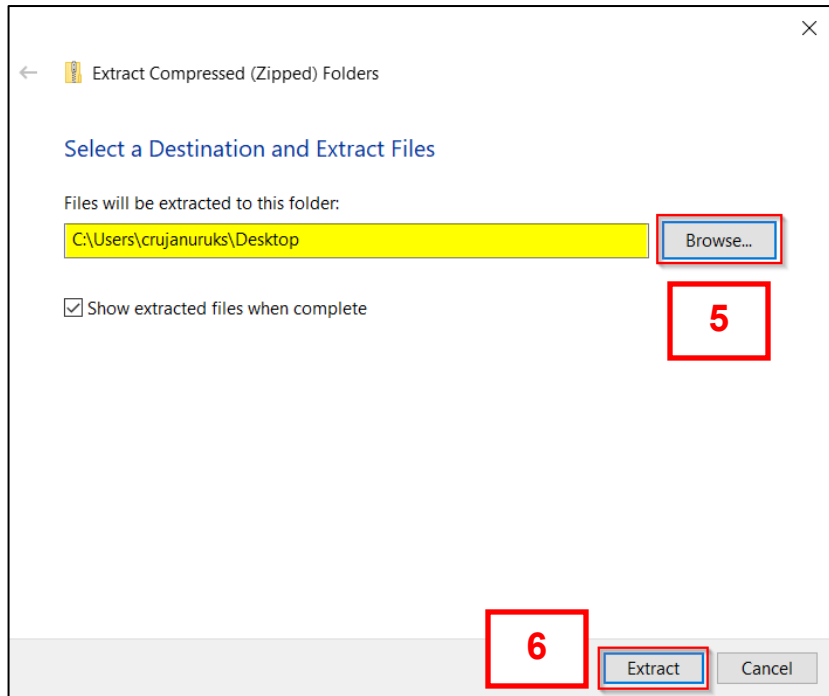 Extract Compressed (Zipped) Folders
Select a Destination and Extract Files
Files will be extracted to this folder:
C:\Users\crujanuruks\Desktop
Browse...
Show extracted files when complete
5
6
Extract
Cancel